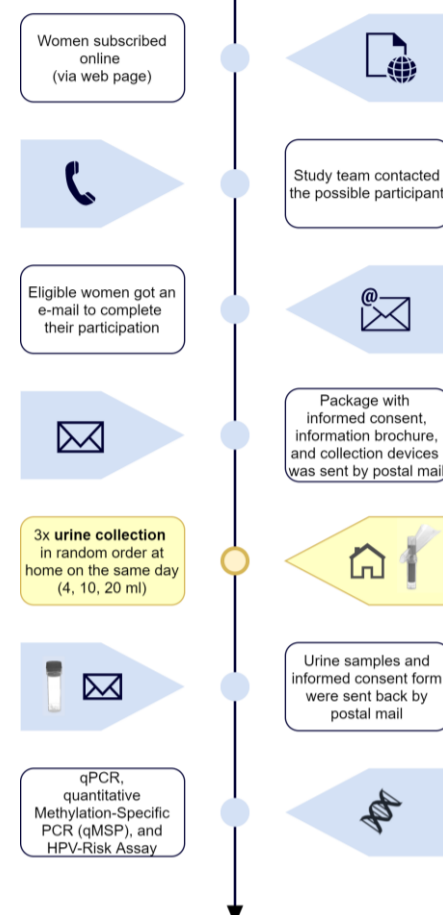 Women subscribed
online
(via web page)
Study team contacted
the possible participant
Eligible women got an
e-mail to complete
their participation
@
Package with
informed consent,
information brochure,
and collection devices
was sent by postal mail
3x urine collection
in random order at
home on the same day
(4, 10, 20 ml)
Urine samples and
informed consent form
were sent back by
postal mail
qPCR,
quantitative
Methylation-Specific
PCR (qMSP), and
HPV-Risk Assay